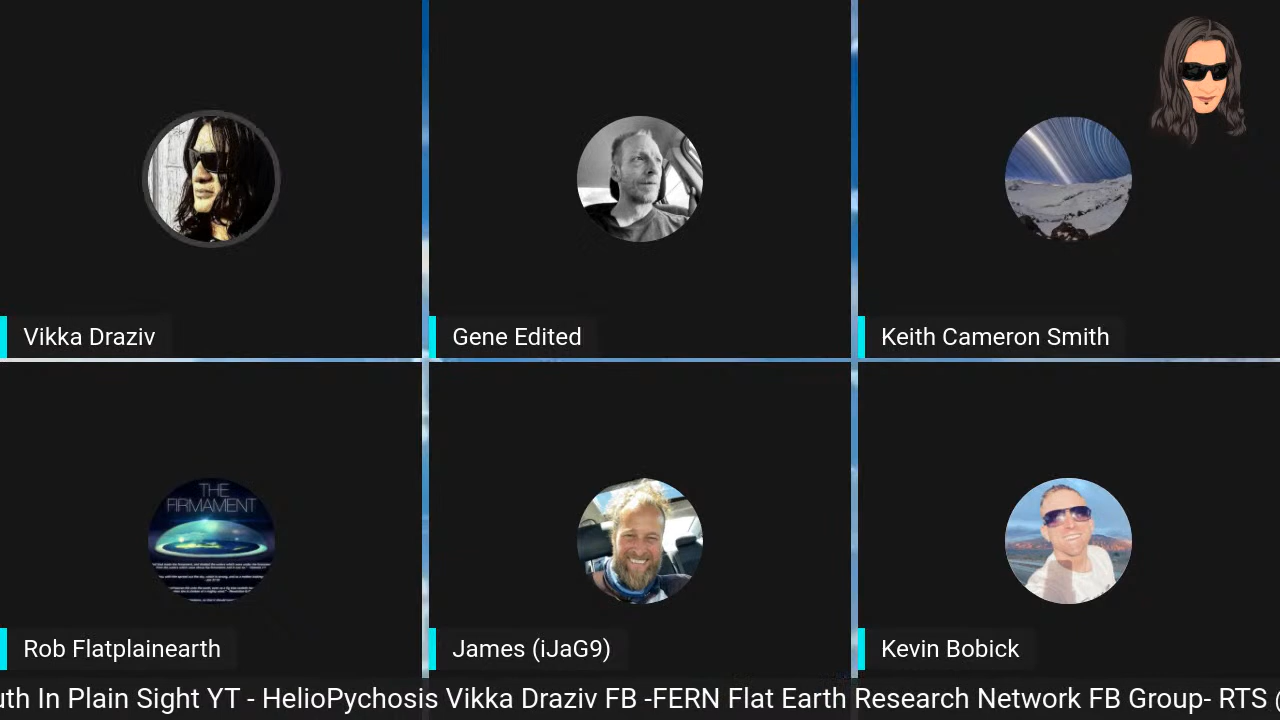 Vikka Draziv
Gene Edited
Keith Cameron Smith
THE
FIRMAMENT
Rob Flatplainearth
James (iJaG9)
Kevin Bobick
uth In Plain Sight YT - HelioPychosis Vikka Draziv FB -FERN Flat Earth Research Network FB Group- RTS (